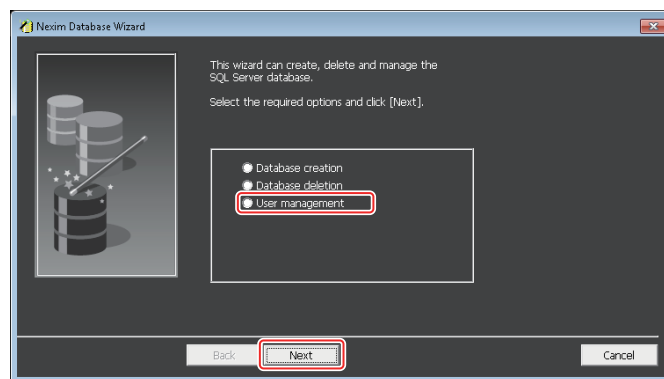 Nexim Database Wizard
This wizard can create, delete and manage the
SQL Server database.
Select the required options and click [Next].
Database creation
Database deletion
User management
Back
Next
Cancel